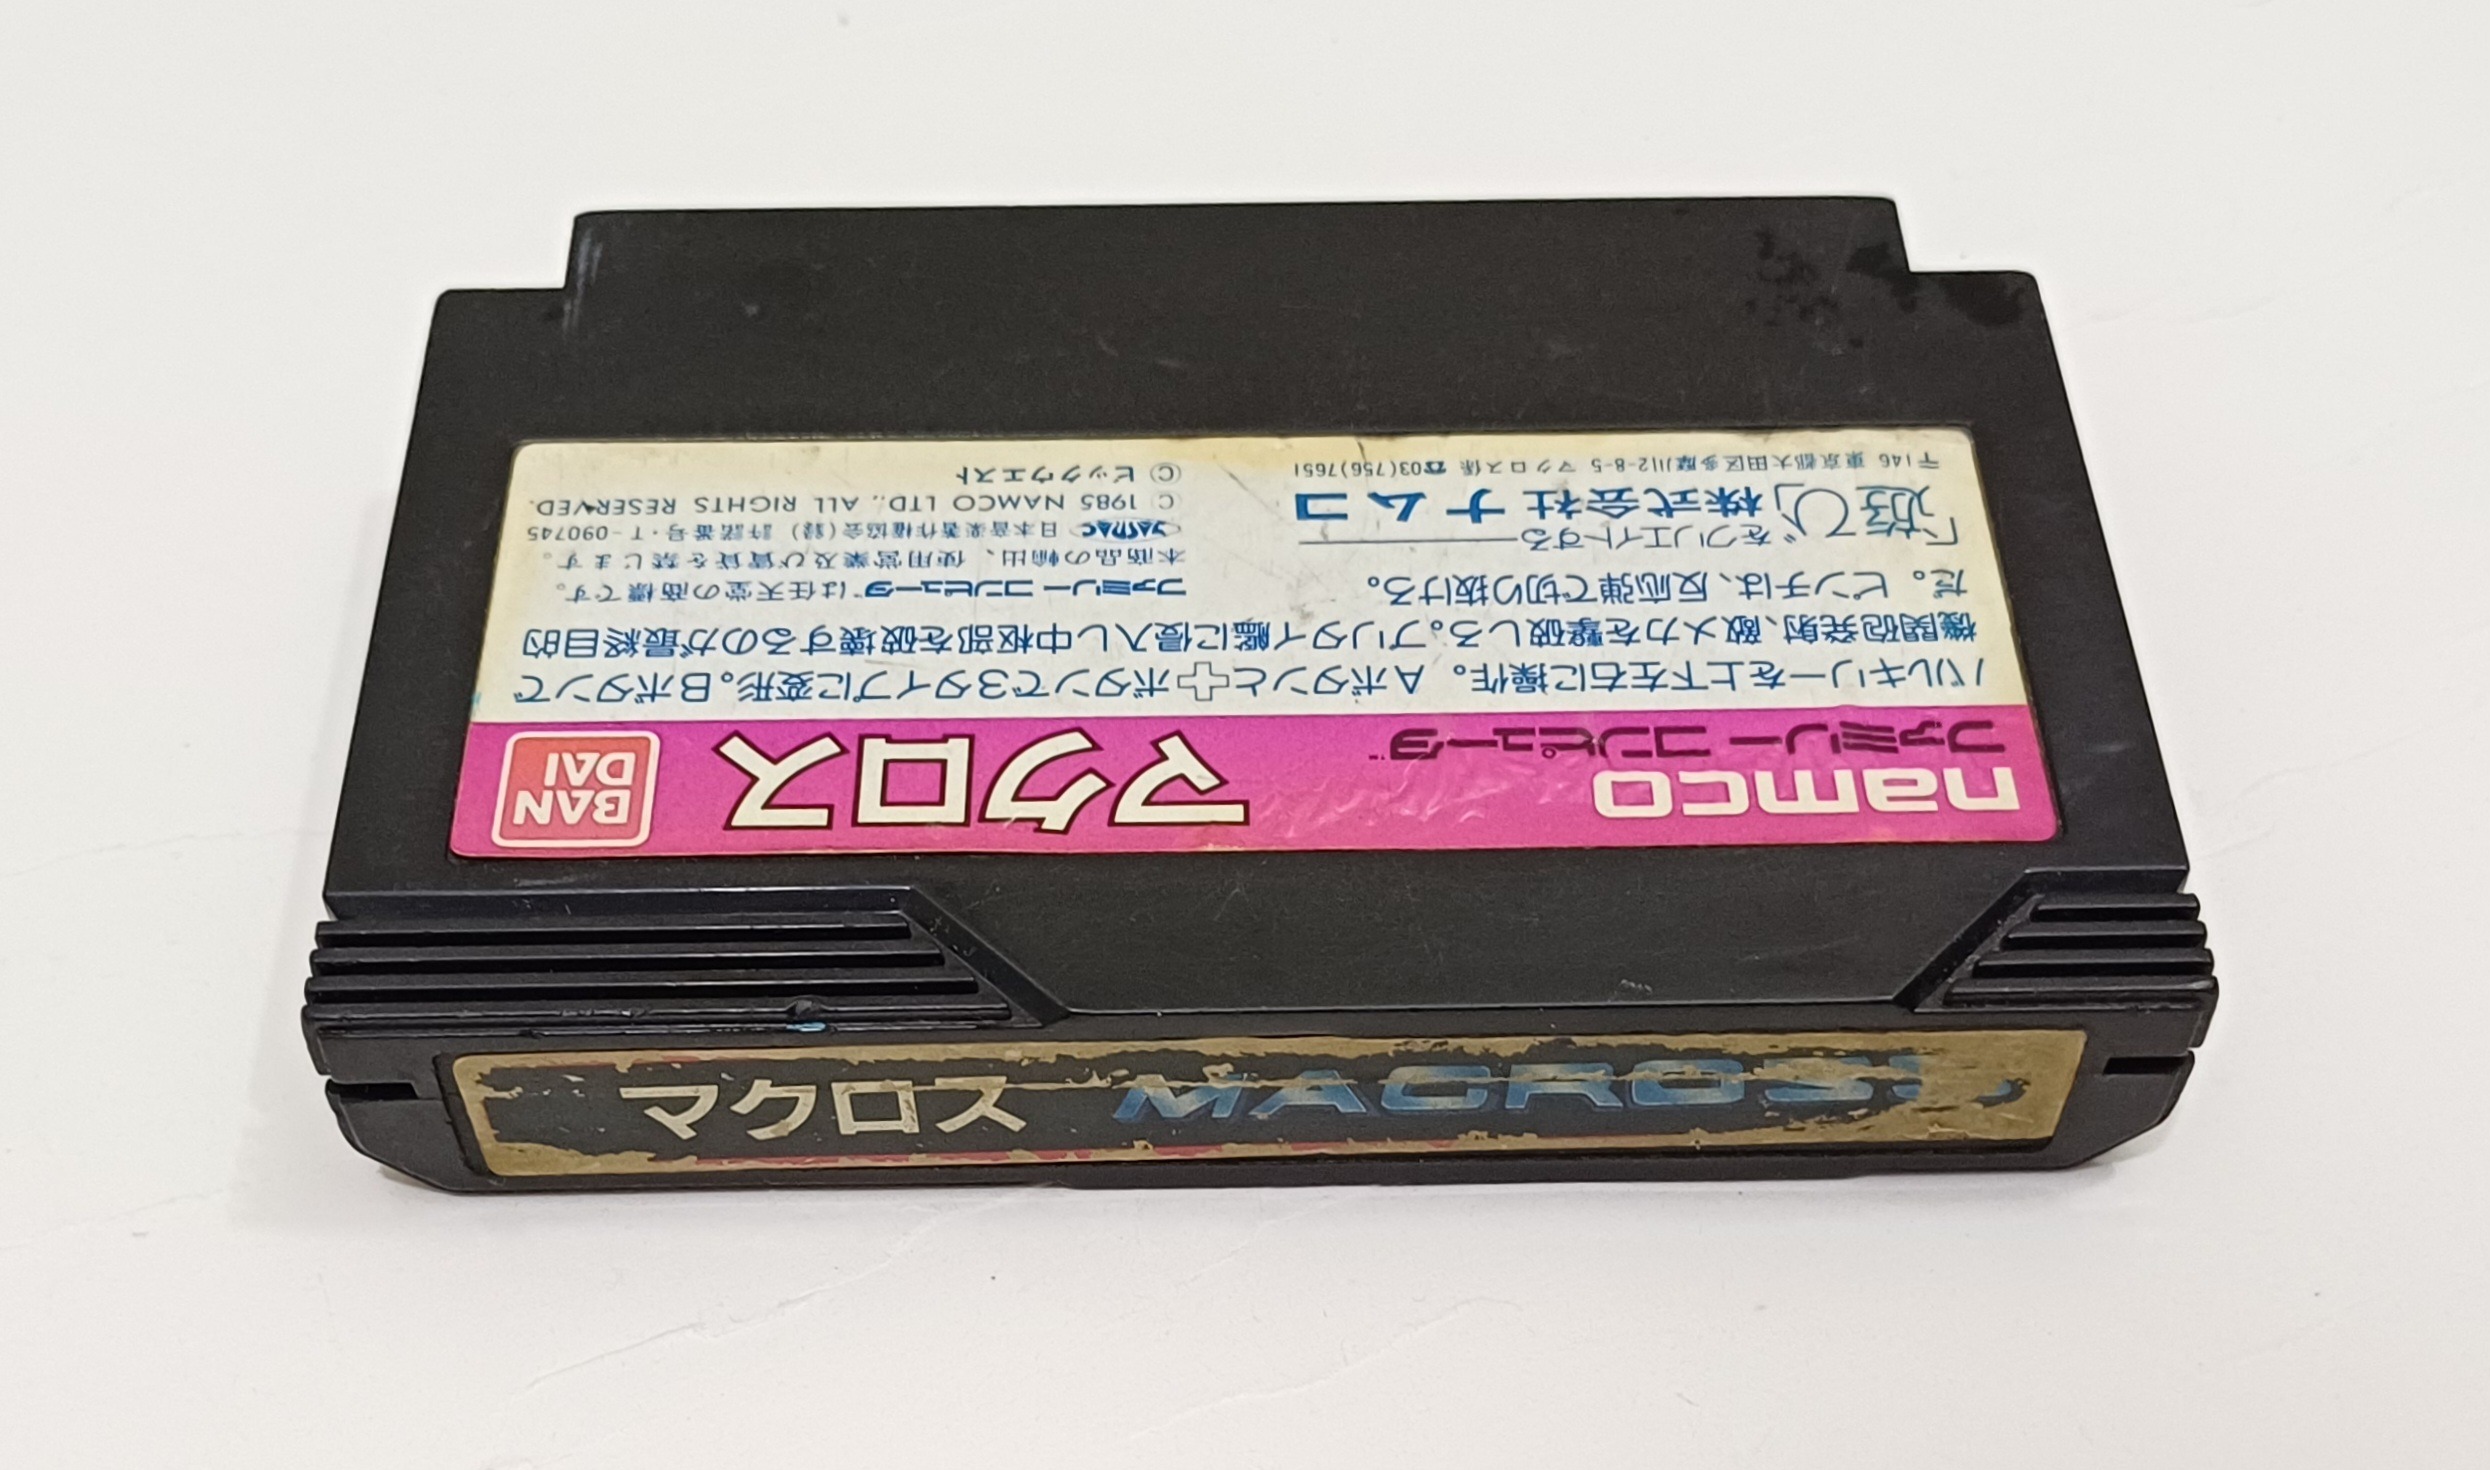 namco
ファミリー コンピュータ™
マクロス
BAN
DAI
バルキリーを上下左右に操作。Aボタンと十ボタンで3タイプに変形。Bボタンで
機関砲発射、敵メカを撃破しろ。ブリタイ艦に侵入し中枢部を破壊するのが最終目的
だ。ピンチは、反応弾で切り抜けろ。
「遊び」をクリエイトする
株式会社 ナムコ
〒146 東京都大田区多摩川2-8-5 マクロス係 ☎03(756)7651
ファミリー コンピュータ™は任天堂の商標です。
本商品の輸出、使用営業及び賃貸を禁じます。
JASRAC 日本音楽著作権協会(録) 許諾番号・T-090745
© 1985 NAMCO LTD., ALL RIGHTS RESERVED.
© ビックウエスト
マクロス MACROSS